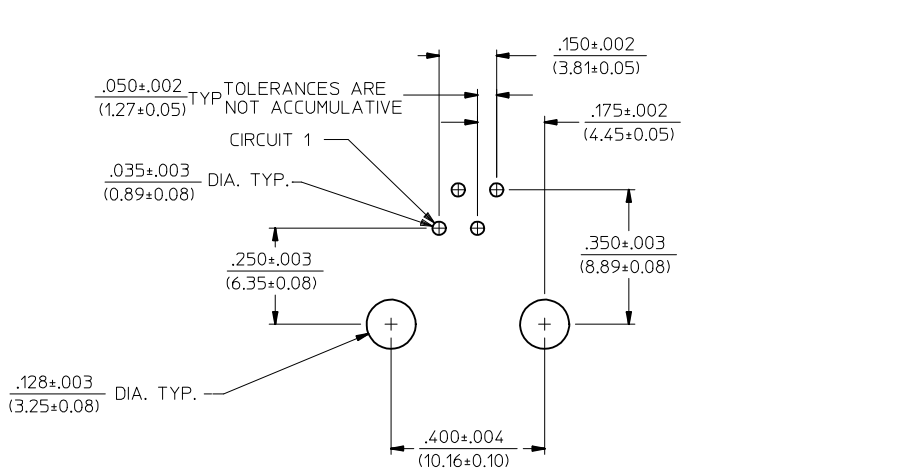 .150±.002
(3.81±0.05)
.050±.002
(1.27±0.05)
TYP
TOLERANCES ARE
NOT ACCUMULATIVE
.175±.002
(4.45±0.05)
CIRCUIT 1
.035±.003
(0.89±0.08)
DIA. TYP.
.250±.003
(6.35±0.08)
.350±.003
(8.89±0.08)
.128±.003
(3.25±0.08)
DIA. TYP.
.400±.004
(10.16±0.10)